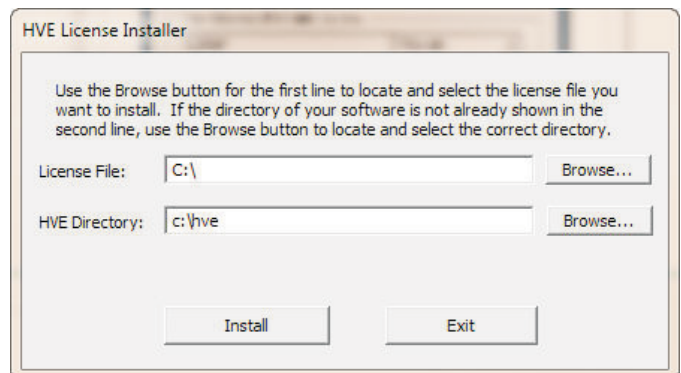 HVE License Installer
Use the Browse button for the first line to locate and select the license file you
want to install. If the directory of your software is not already shown in the
second line, use the Browse button to locate and select the correct directory.
License File: C:\ Browse...
HVE Directory: c:\hve Browse...
Install Exit